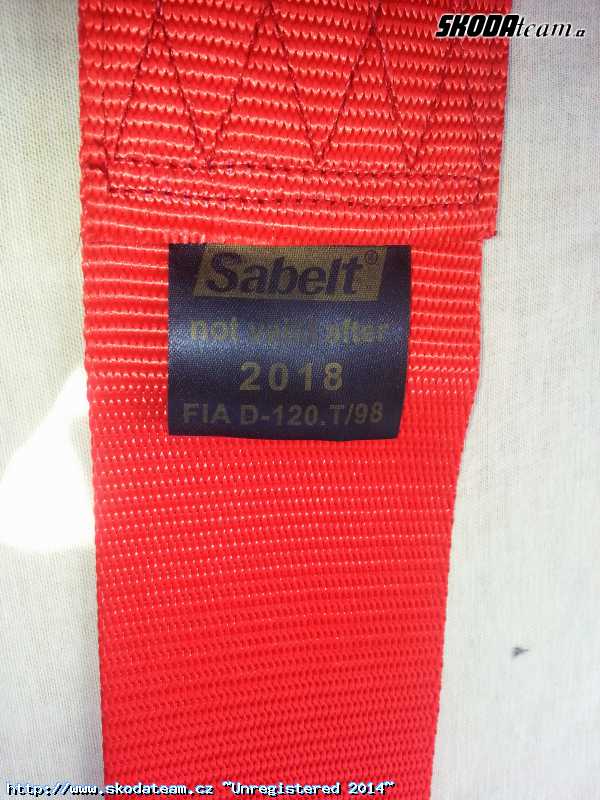 SKODAteam.cz
Sabelt®
not valid after
2018
FIA D-120.T/98
http://www.skodateam.cz ~Unregistered 2014~